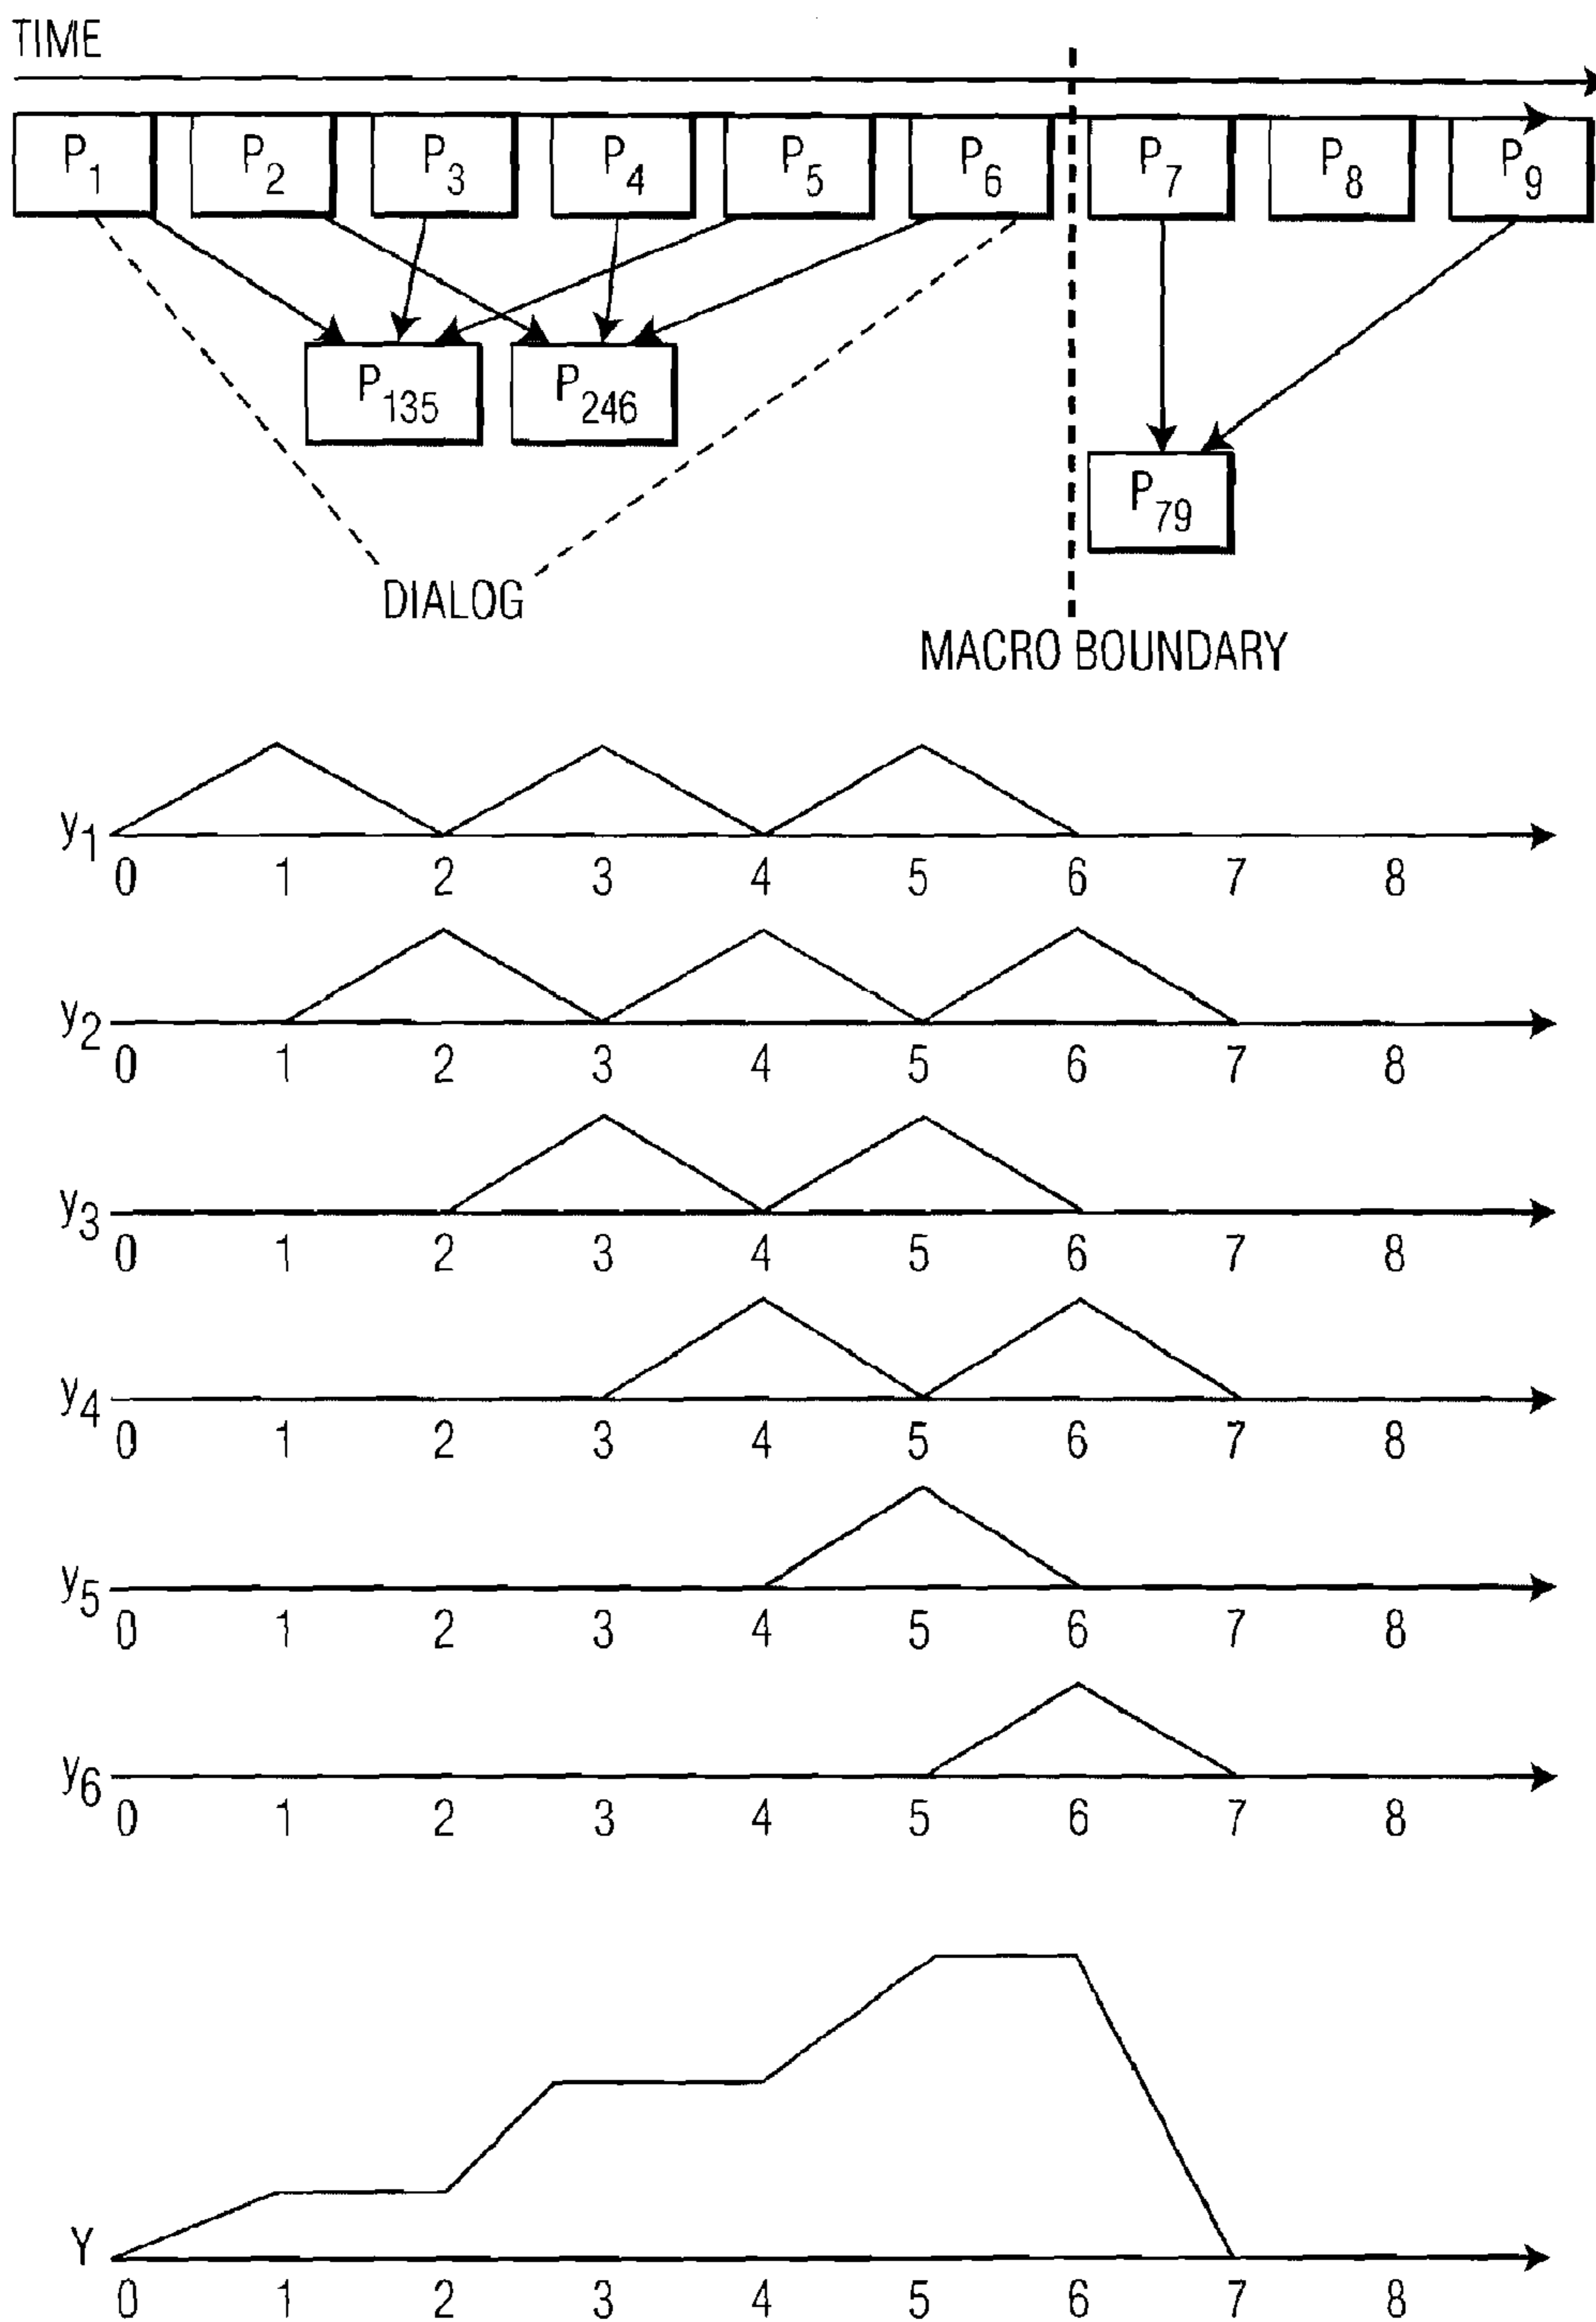 TIME
P1 P2 P3 P4 P5 P6 P7 P8 P9
P135 P246
P79
DIALOG
MACRO BOUNDARY
y1
0 1 2 3 4 5 6 7 8
y2
0 1 2 3 4 5 6 7 8
y3
0 1 2 3 4 5 6 7 8
y4
0 1 2 3 4 5 6 7 8
y5
0 1 2 3 4 5 6 7 8
y6
0 1 2 3 4 5 6 7 8
Y
0 1 2 3 4 5 6 7 8